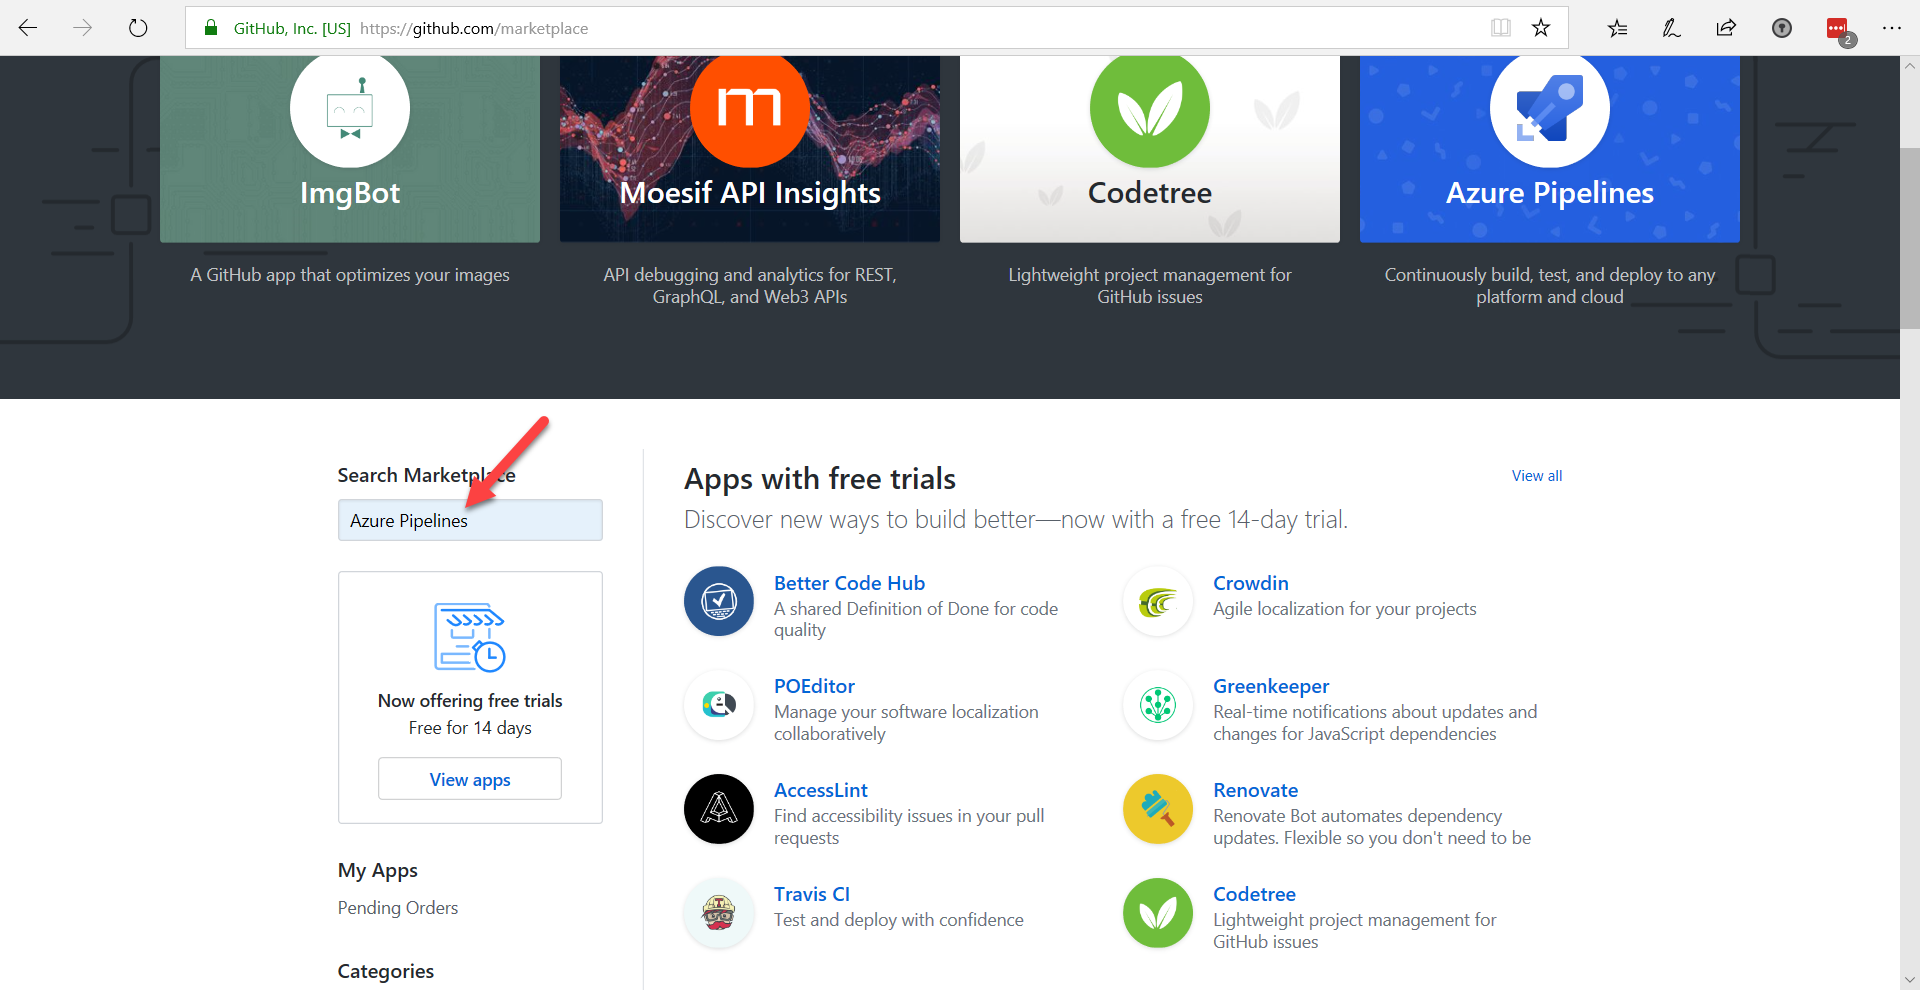 GitHub, Inc. [US] https://github.com/marketplace
2
m
ImgBot
Moesif API Insights
Codetree
Azure Pipelines
A GitHub app that optimizes your images
API debugging and analytics for REST,
GraphQL, and Web3 APIs
Lightweight project management for
GitHub issues
Continuously build, test, and deploy to any
platform and cloud
Search Marketplace
Azure Pipelines
Now offering free trials
Free for 14 days
View apps
My Apps
Pending Orders
Categories
Apps with free trials
View all
Discover new ways to build better—now with a free 14-day trial.
Better Code Hub
A shared Definition of Done for code
quality
Crowdin
Agile localization for your projects
POEditor
Manage your software localization
collaboratively
Greenkeeper
Real-time notifications about updates and
changes for JavaScript dependencies
AccessLint
Find accessibility issues in your pull
requests
Renovate
Renovate Bot automates dependency
updates. Flexible so you don't need to be
Travis CI
Test and deploy with confidence
Codetree
Lightweight project management for
GitHub issues